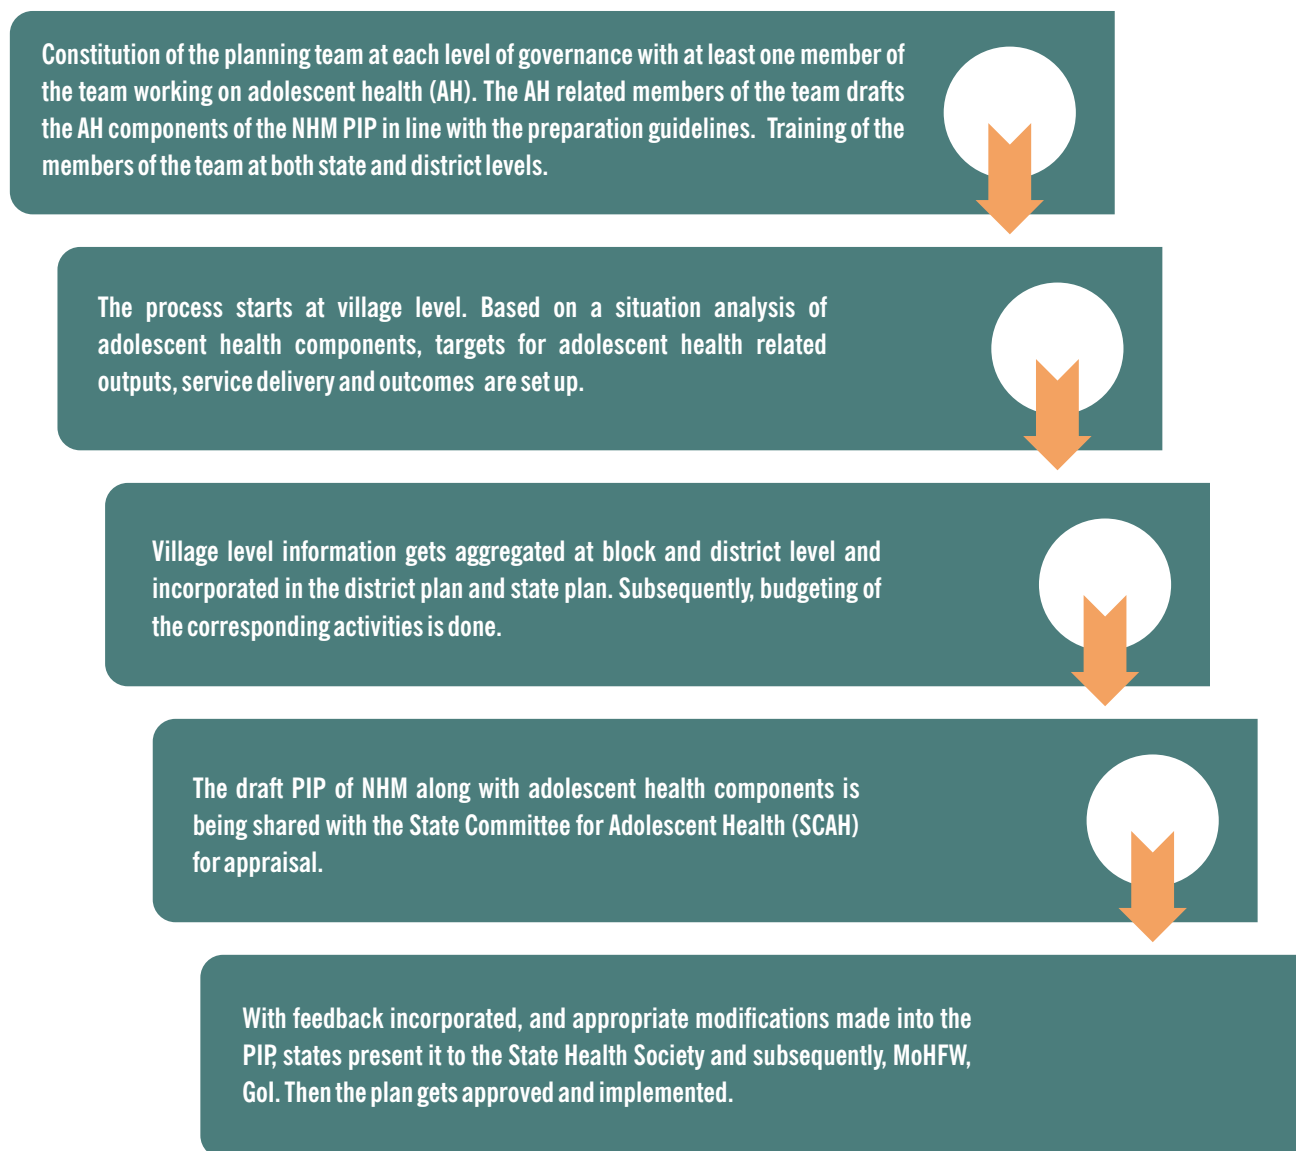 Constitution of the planning team at each level of governance with at least one member of
the team working on adolescent health (AH). The AH related members of the team drafts
the AH components of the NHM PIP in line with the preparation guidelines. Training of the
members of the team at both state and district levels.
The process starts at village level. Based on a situation analysis of
adolescent health components, targets for adolescent health related
outputs, service delivery and outcomes are set up.
Village level information gets aggregated at block and district level and
incorporated in the district plan and state plan. Subsequently, budgeting of
the corresponding activities is done.
The draft PIP of NHM along with adolescent health components is
being shared with the State Committee for Adolescent Health (SCAH)
for appraisal.
With feedback incorporated, and appropriate modifications made into the
PIP, states present it to the State Health Society and subsequently, MoHFW,
GoI. Then the plan gets approved and implemented.